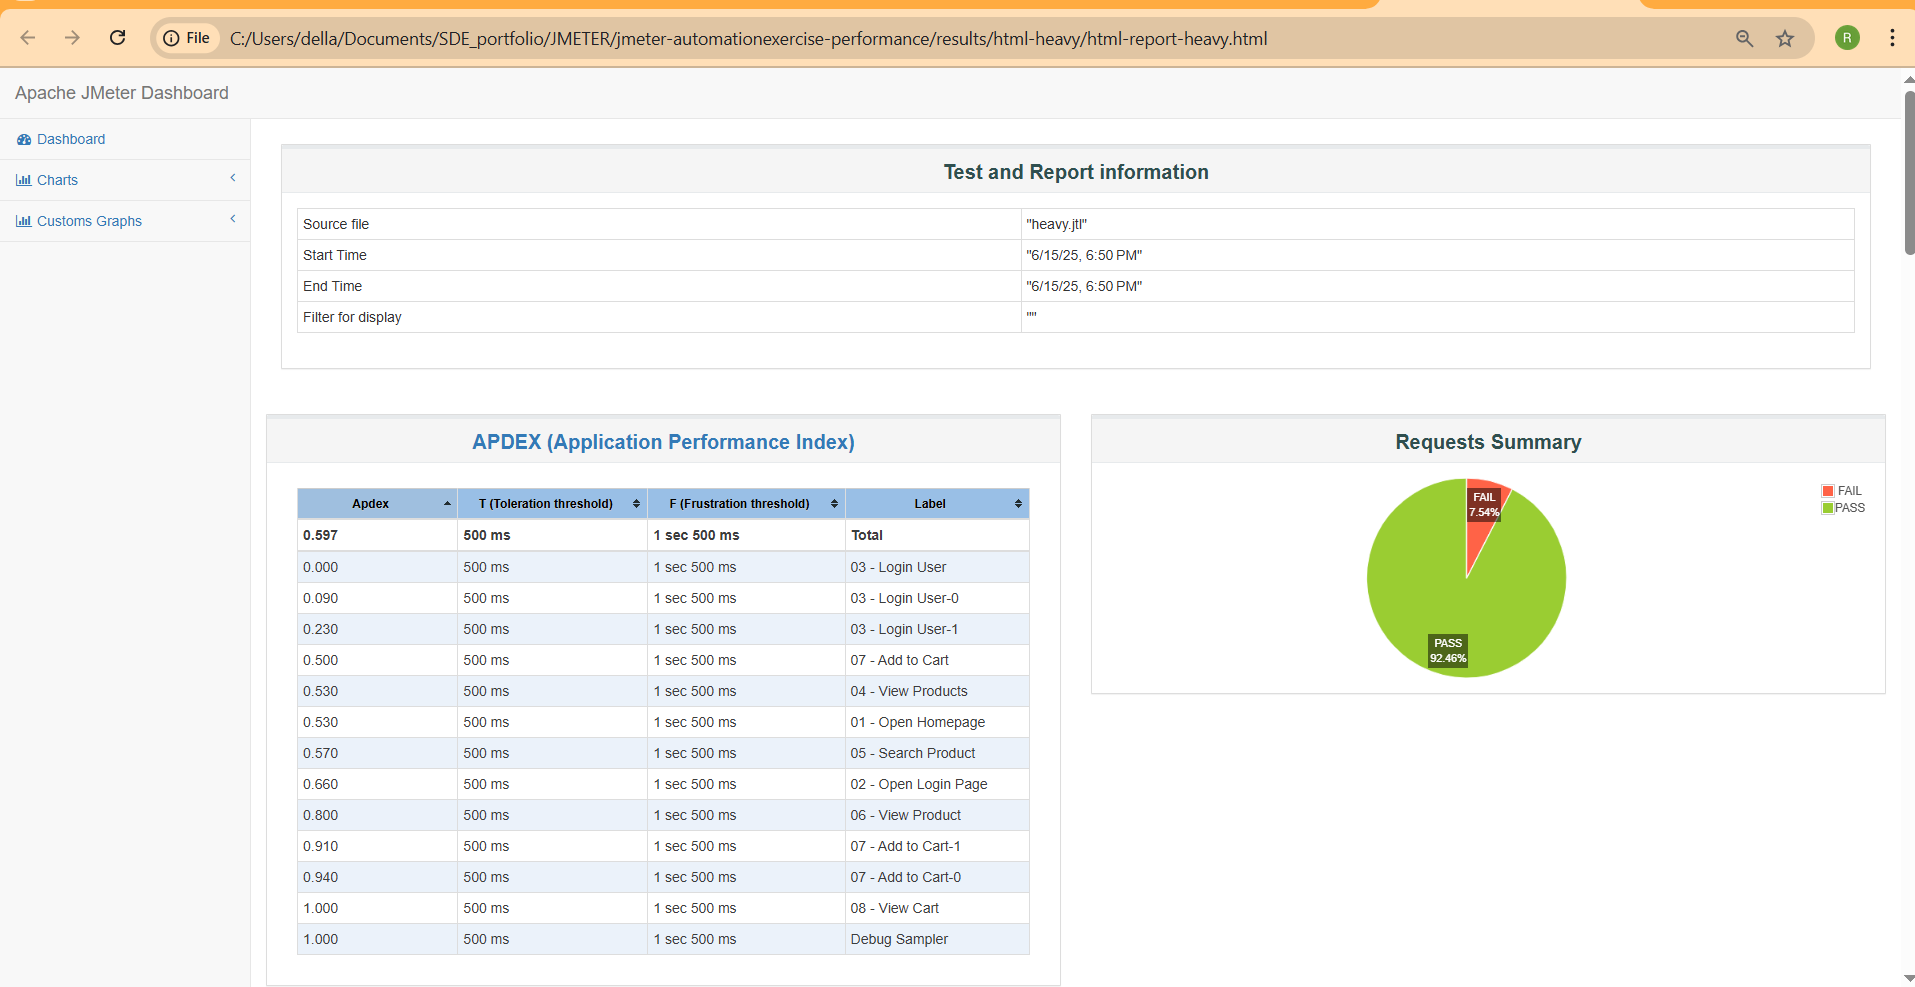 File C:/Users/della/Documents/SDE_portfolio/JMETER/jmeter-automationexercise-performance/results/html-heavy/html-report-heavy.html R
Apache JMeter Dashboard
Dashboard
Charts
Customs Graphs
Test and Report information
Source file "heavy.jtl"
Start Time "6/15/25, 6:50 PM"
End Time "6/15/25, 6:50 PM"
Filter for display ""
APDEX (Application Performance Index)
Apdex T (Toleration threshold) F (Frustration threshold) Label
0.597 500 ms 1 sec 500 ms Total
0.000 500 ms 1 sec 500 ms 03 - Login User
0.090 500 ms 1 sec 500 ms 03 - Login User-0
0.230 500 ms 1 sec 500 ms 03 - Login User-1
0.500 500 ms 1 sec 500 ms 07 - Add to Cart
0.530 500 ms 1 sec 500 ms 04 - View Products
0.530 500 ms 1 sec 500 ms 01 - Open Homepage
0.570 500 ms 1 sec 500 ms 05 - Search Product
0.660 500 ms 1 sec 500 ms 02 - Open Login Page
0.800 500 ms 1 sec 500 ms 06 - View Product
0.910 500 ms 1 sec 500 ms 07 - Add to Cart-1
0.940 500 ms 1 sec 500 ms 07 - Add to Cart-0
1.000 500 ms 1 sec 500 ms 08 - View Cart
1.000 500 ms 1 sec 500 ms Debug Sampler
Requests Summary
FAIL
7.54%
PASS
92.46%
FAIL
PASS